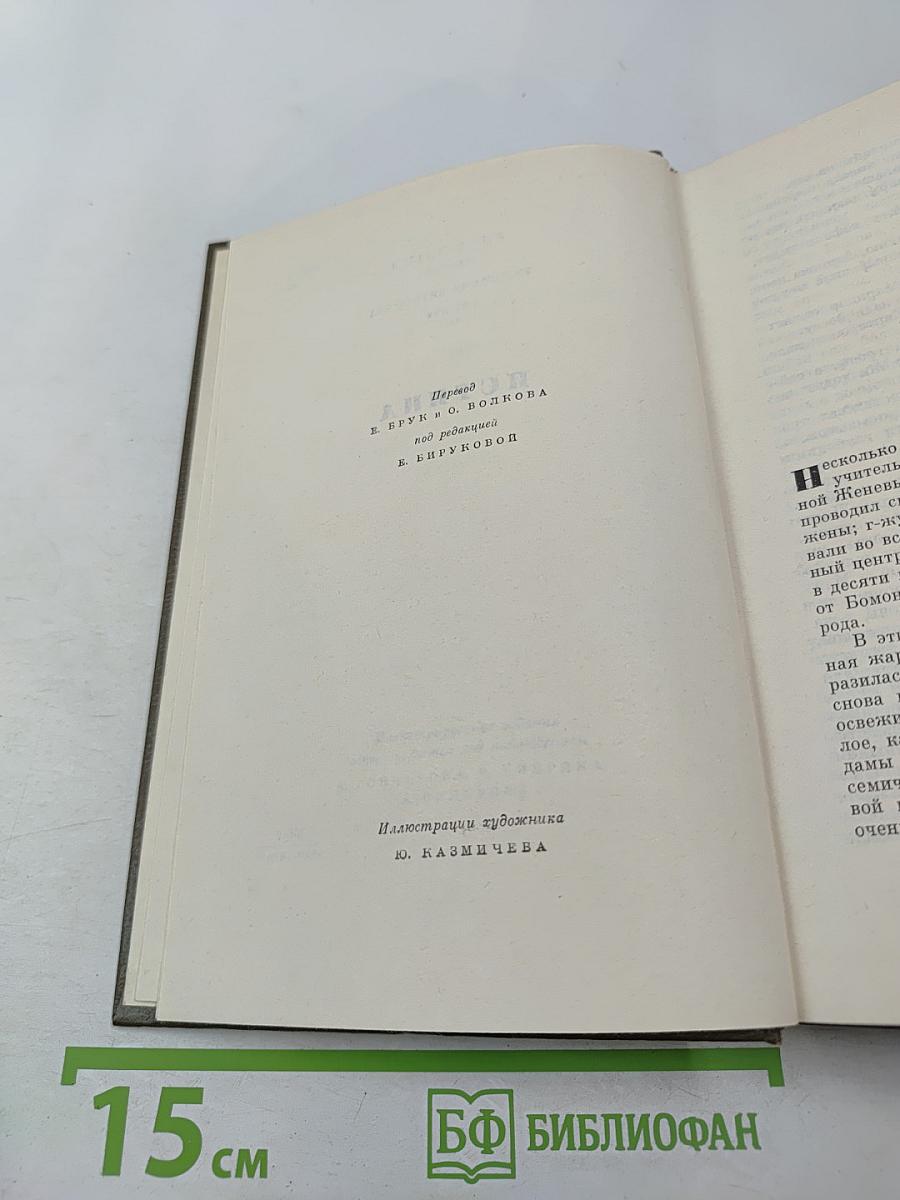 Перевод
Е. БРУК и О. ВОЛКОВА
под редакцией
Е. БИРУКОВОЙ
Иллюстрации художника
Ю. КАЗМИЧЕВА
Несколько
учитель
ной Женевь
проводил с
жены; г-жу
вали во вс
ный центр
в десяти
от Бомон
рода.
В эти
ная жар
разилас
снова
освежи
лое, ка
дамы
семич
вой
очен
15 см
БФ БИБЛИОФАН